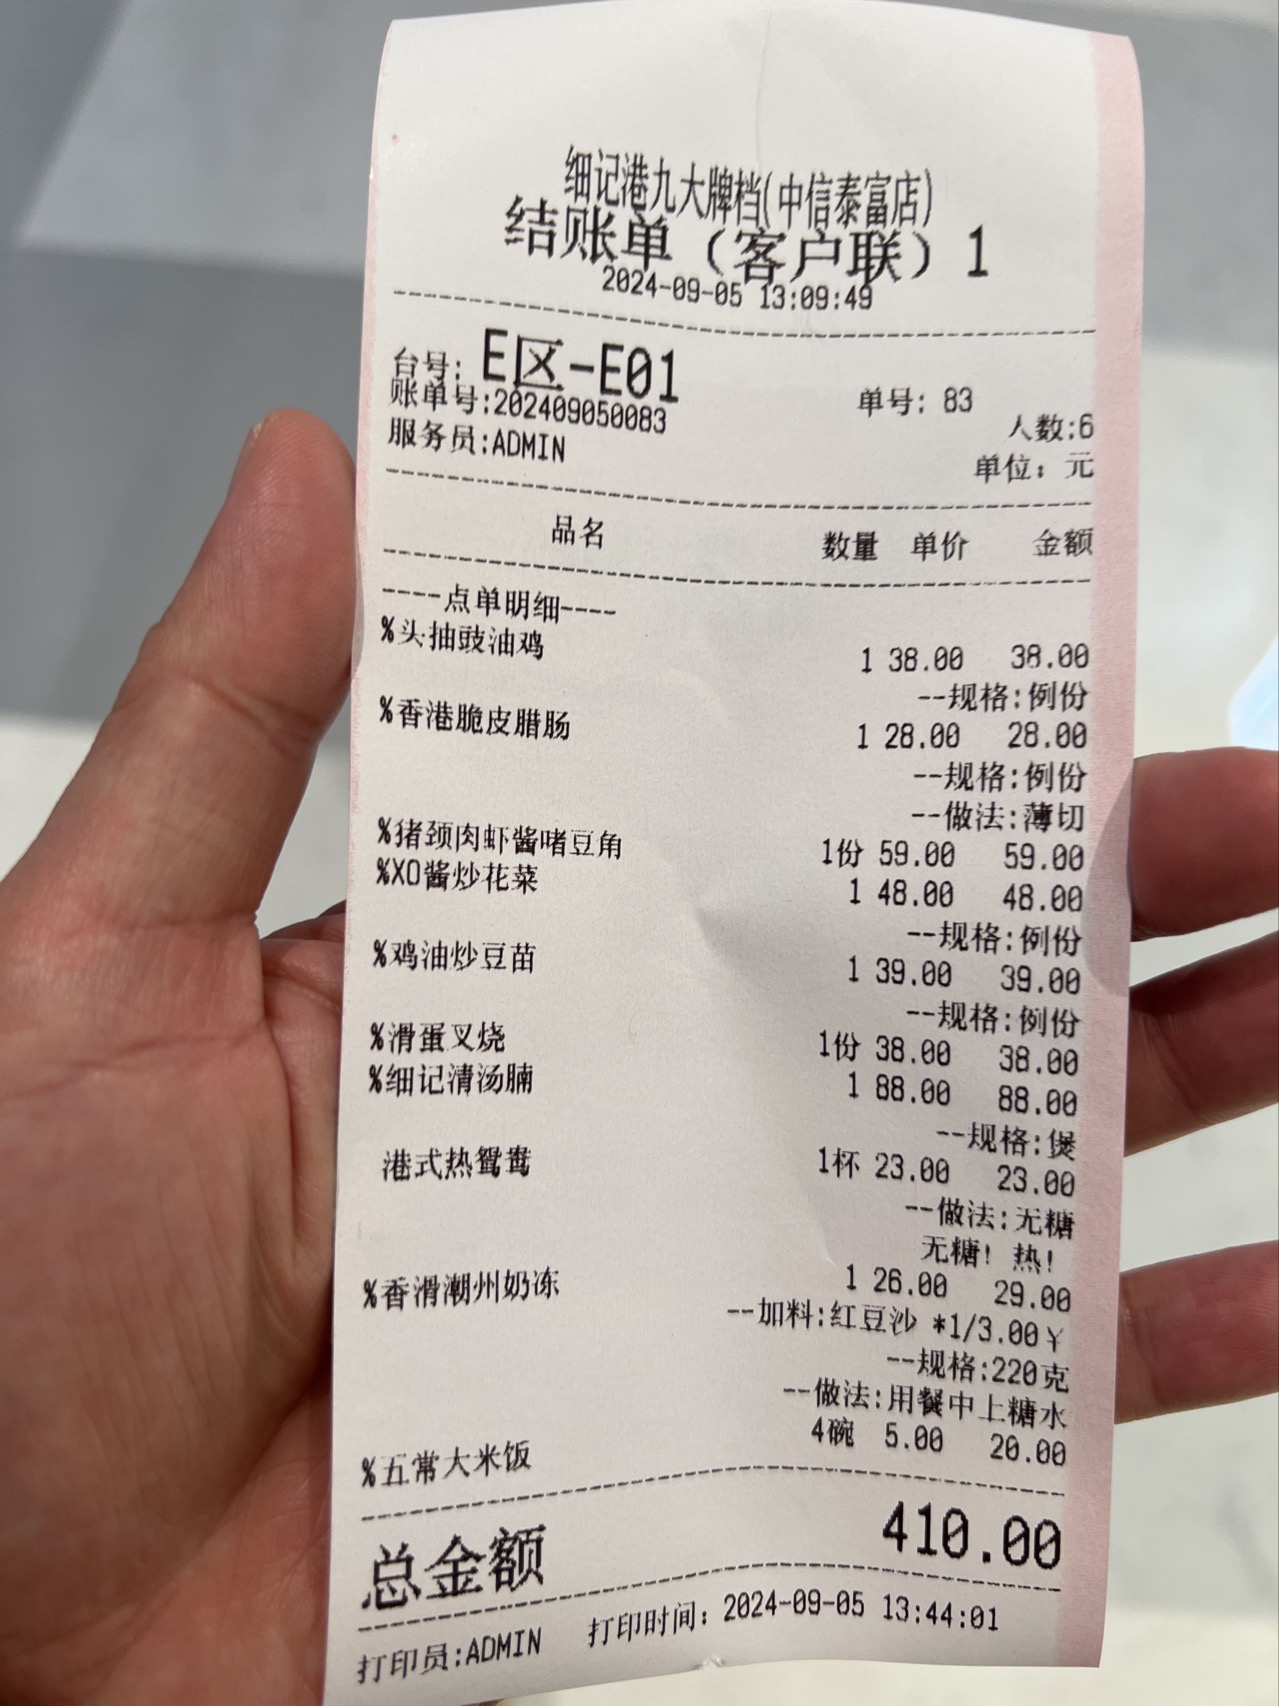 细记港九大牌档(中信泰富店)
结账单（客户联）1
2024-09-05 13:09:49
台号: E区-E01
账单号:202409050083 单号: 83
服务员:ADMIN 人数:6
单位: 元
品名 数量 单价 金额
----点单明细----
%头抽豉油鸡 1 38.00 38.00
--规格:例份
%香港脆皮腊肠 1 28.00 28.00
--规格:例份
--做法:薄切
%猪颈肉虾酱啫豆角 1份 59.00 59.00
%XO酱炒花菜 1 48.00 48.00
--规格:例份
%鸡油炒豆苗 1 39.00 39.00
--规格:例份
%滑蛋叉烧 1份 38.00 38.00
%细记清汤腩 1 88.00 88.00
--规格:煲
港式热鸳鸯 1杯 23.00 23.00
--做法:无糖
无糖! 热!
%香滑潮州奶冻 1 26.00 29.00
--加料:红豆沙 *1/3.00¥
--规格:220克
--做法:用餐中上糖水
%五常大米饭 4碗 5.00 20.00
总金额 410.00
打印员:ADMIN 打印时间: 2024-09-05 13:44:01